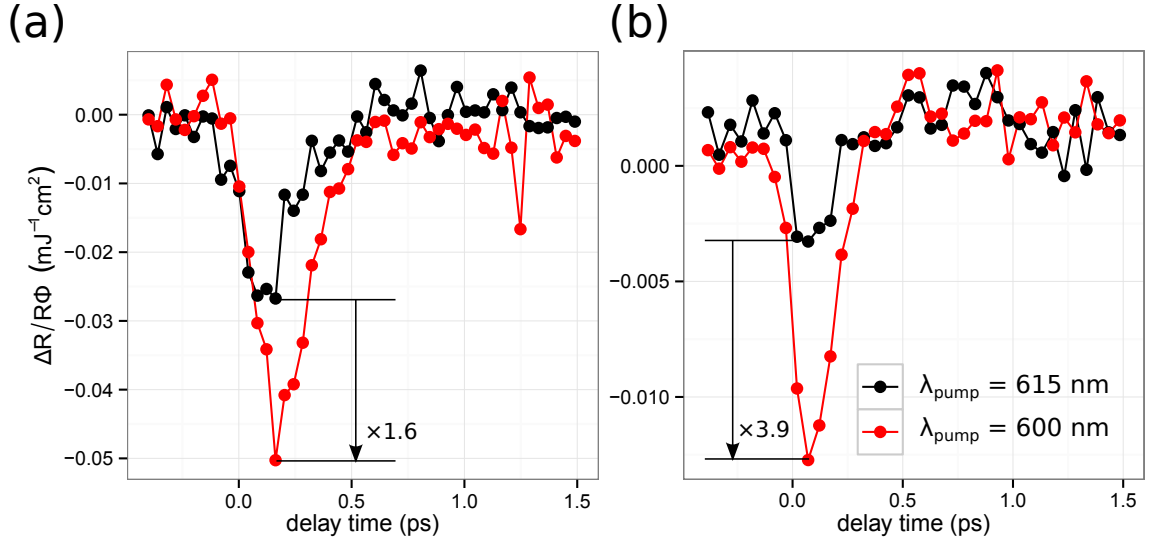 (a)
(b)
0.00
−0.01
−0.02
−0.03
−0.04
−0.05
ΔR/RΦ (mJ⁻¹cm²)
×1.6
0.0
0.5
1.0
1.5
delay time (ps)
0.000
−0.005
−0.010
×3.9
λpump = 615 nm
λpump = 600 nm
0.0
0.5
1.0
1.5
delay time (ps)